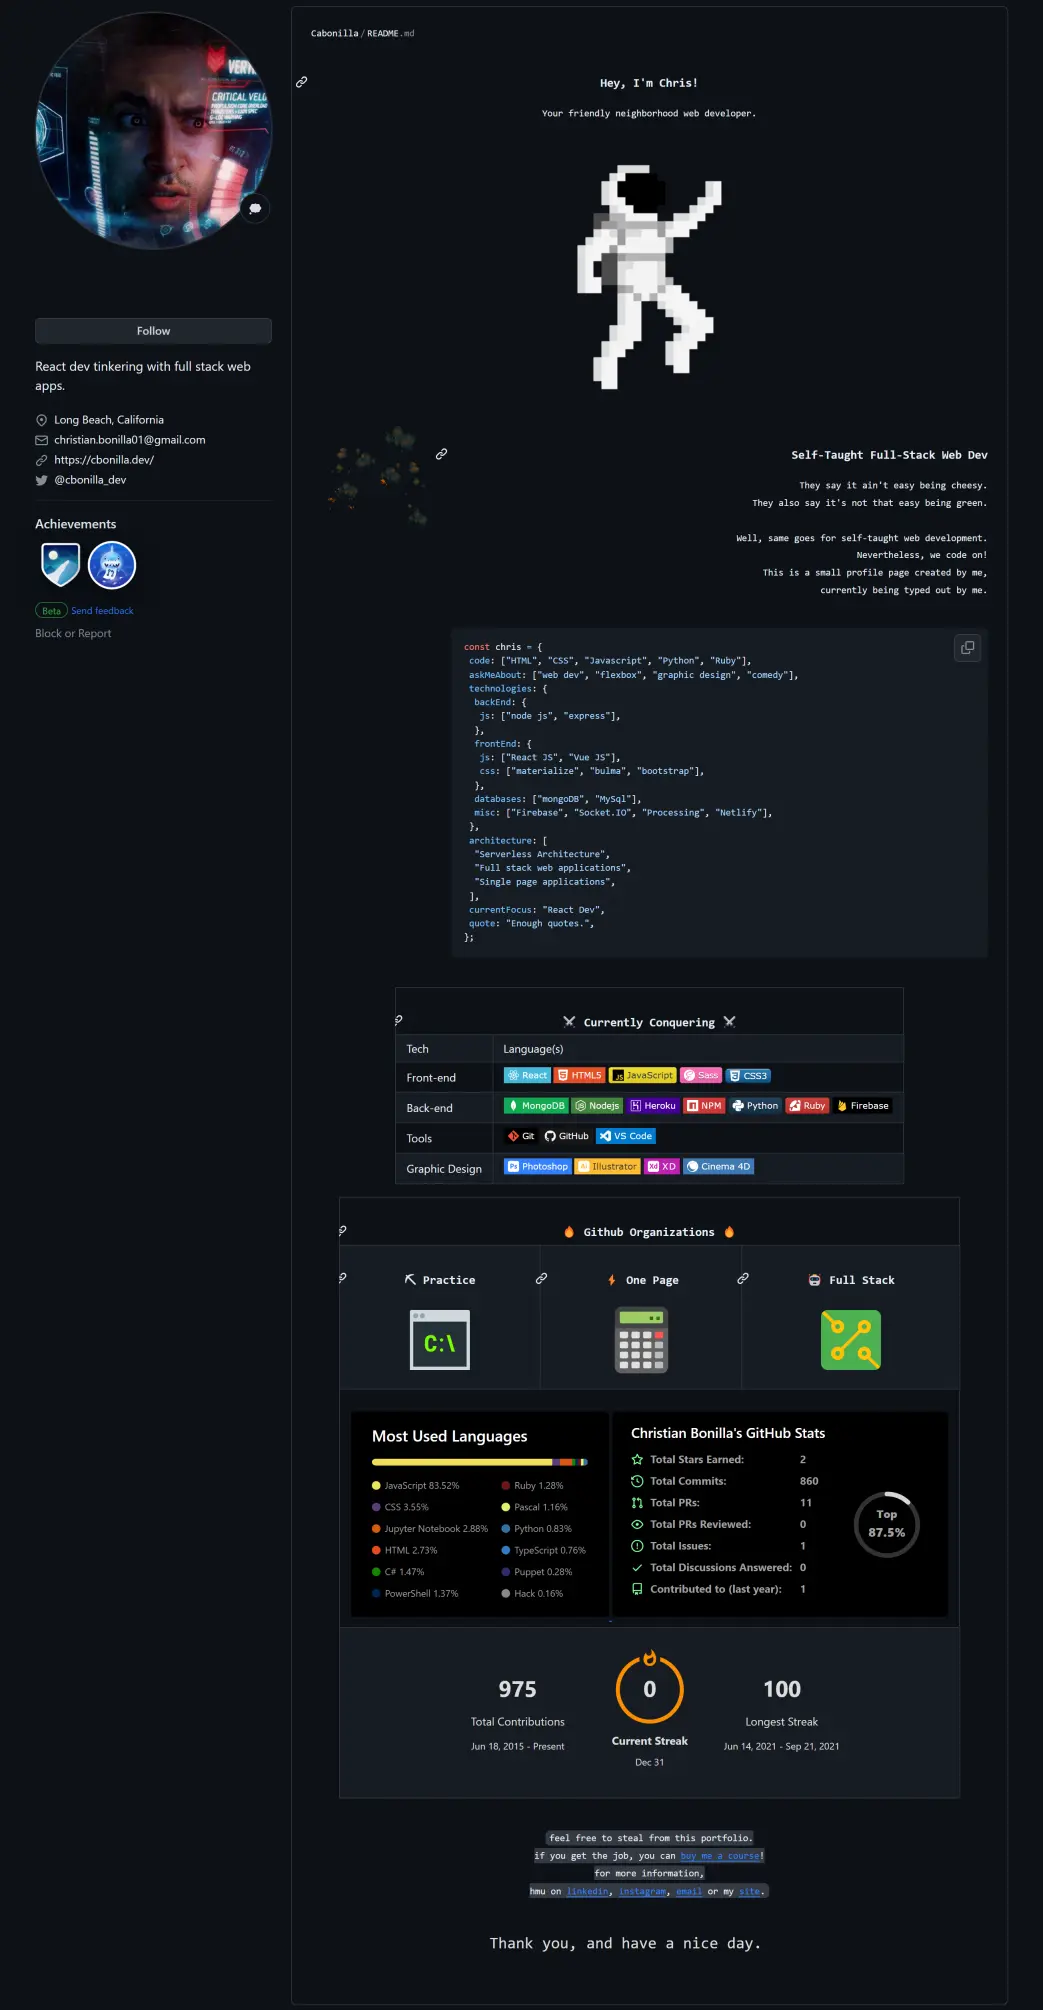 VERY
CRITICAL VELO
Follow
React dev tinkering with full stack web
apps.
Long Beach, California
christian.bonilla01@gmail.com
https://cbonilla.dev/
@cbonilla_dev
Achievements
Beta Send feedback
Block or Report
Cabonilla/README.md
Hey, I'm Chris!
Your friendly neighborhood web developer.
Self-Taught Full-Stack Web Dev
They say it ain't easy being cheesy.
They also say it's not that easy being green.
Well, same goes for self-taught web development.
Nevertheless, we code on!
This is a small profile page created by me,
currently being typed out by me.
const chris = {
code: ["HTML", "CSS", "Javascript", "Python", "Ruby"],
askMeAbout: ["web dev", "flexbox", "graphic design", "comedy"],
technologies: {
backEnd: {
js: ["node js", "express"],
},
frontEnd: {
js: ["React JS", "Vue JS"],
css: ["materialize", "bulma", "bootstrap"],
},
databases: ["mongoDB", "MySql"],
misc: ["Firebase", "Socket.IO", "Processing", "Netlify"],
},
architecture: [
"Serverless Architecture",
"Full stack web applications",
"Single page applications",
],
currentFocus: "React Dev",
quote: "Enough quotes.",
};
⚔ Currently Conquering ⚔
Tech Language(s)
Front-end React HTML5 JavaScript Sass CSS3
Back-end MongoDB Nodejs Heroku NPM Python Ruby Firebase
Tools Git GitHub VS Code
Graphic Design Ps Photoshop Ai Illustrator Xd XD Cinema 4D
🔥 Github Organizations 🔥
⛏ Practice ⚡ One Page Full Stack
C:\
Most Used Languages
JavaScript 83.52% Ruby 1.28%
CSS 3.55% Pascal 1.16%
Jupyter Notebook 2.88% Python 0.83%
HTML 2.73% TypeScript 0.76%
C# 1.47% Puppet 0.28%
PowerShell 1.37% Hack 0.16%
Christian Bonilla's GitHub Stats
Total Stars Earned: 2
Total Commits: 860
Total PRs: 11
Total PRs Reviewed: 0
Total Issues: 1
Total Discussions Answered: 0
Contributed to (last year): 1
Top
87.5%
975
Total Contributions
Jun 18, 2015 - Present
0
Current Streak
Dec 31
100
Longest Streak
Jun 14, 2021 - Sep 21, 2021
feel free to steal from this portfolio.
if you get the job, you can buy me a course!
for more information,
hmu on linkedin, instagram, email or my site.
Thank you, and have a nice day.